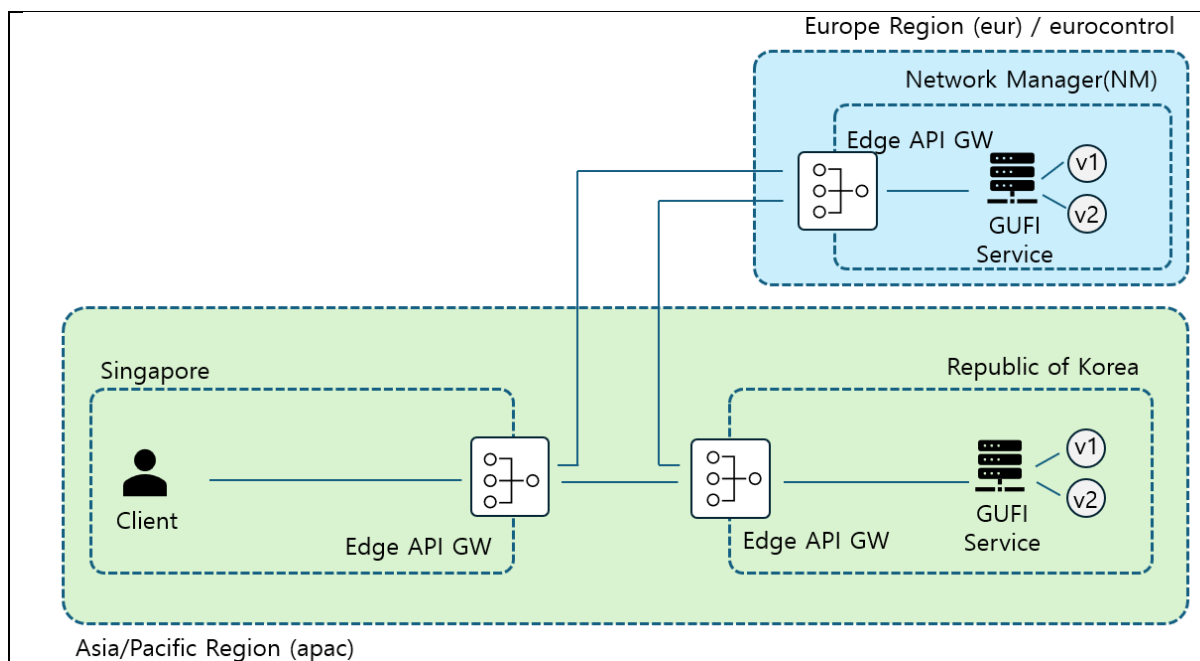 Europe Region (eur) / eurocontrol
Network Manager(NM)
Edge API GW
v1
v2
GUFI
Service
Singapore
Republic of Korea
Client
Edge API GW
Edge API GW
v1
v2
GUFI
Service
Asia/Pacific Region (apac)